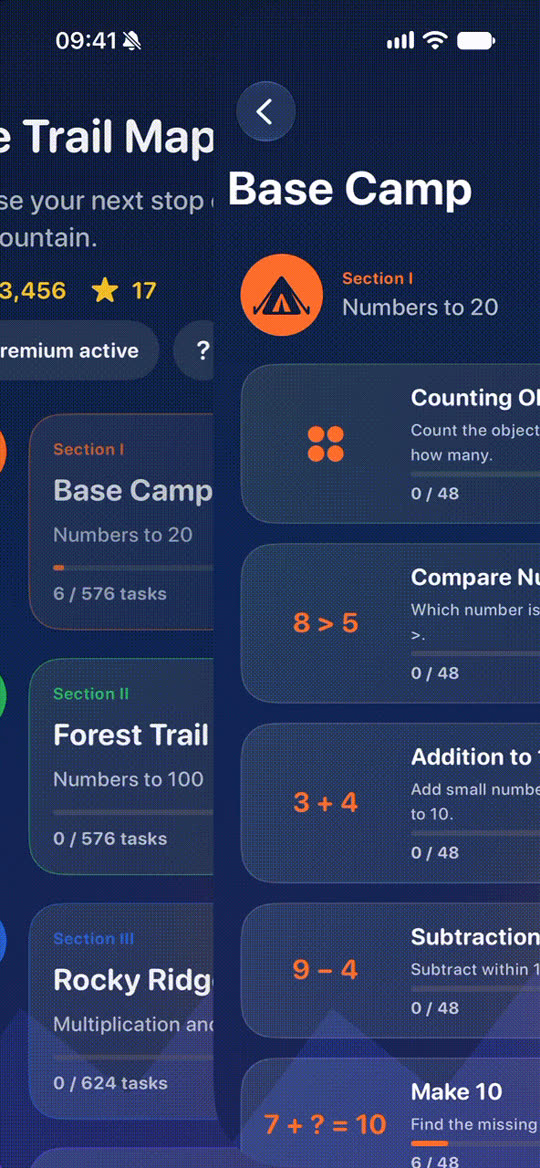 09:41
e Trail Map
se your next stop
ountain.
3,456 17
remium active ?
Section I
Base Camp
Numbers to 20
6 / 576 tasks
Section II
Forest Trail
Numbers to 100
0 / 576 tasks
Section III
Rocky Ridg
Multiplication and
0 / 624 tasks
Base Camp
Section I
Numbers to 20
Counting Ob
Count the object
how many.
0 / 48
8 > 5
Compare Nu
Which number is
>.
0 / 48
3 + 4
Addition to 1
Add small numbe
to 10.
0 / 48
9 – 4
Subtraction
Subtract within 1
0 / 48
7 + ? = 10
Make 10
Find the missing
6 / 48